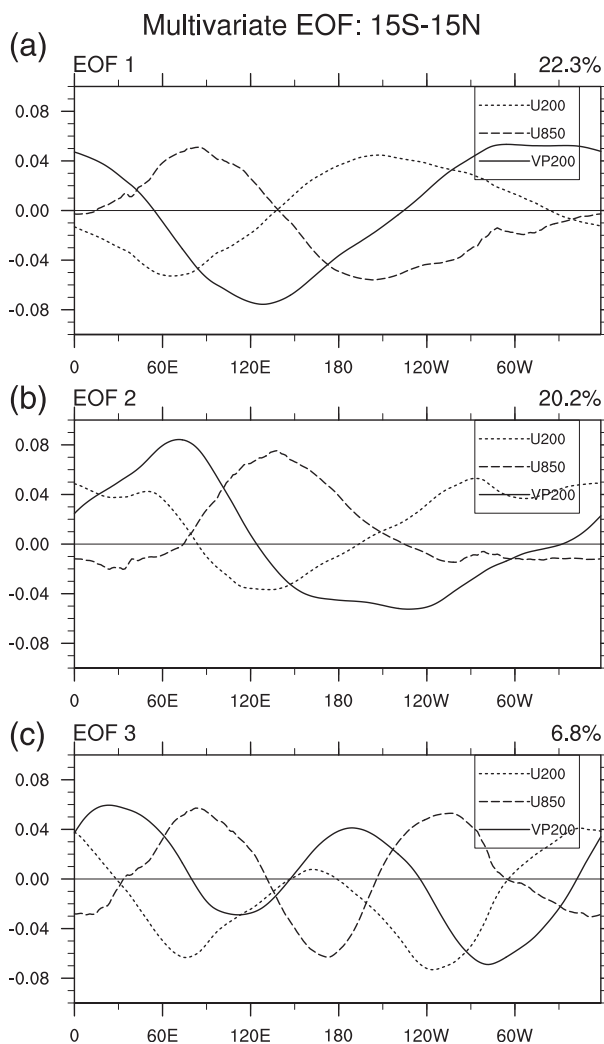 Multivariate EOF: 15S-15N
(a)
EOF 1
22.3%
U200
U850
VP200
0.08
0.04
0.00
-0.04
-0.08
0
60E
120E
180
120W
60W
(b)
EOF 2
20.2%
U200
U850
VP200
0.08
0.04
0.00
-0.04
-0.08
0
60E
120E
180
120W
60W
(c)
EOF 3
6.8%
U200
U850
VP200
0.08
0.04
0.00
-0.04
-0.08
0
60E
120E
180
120W
60W